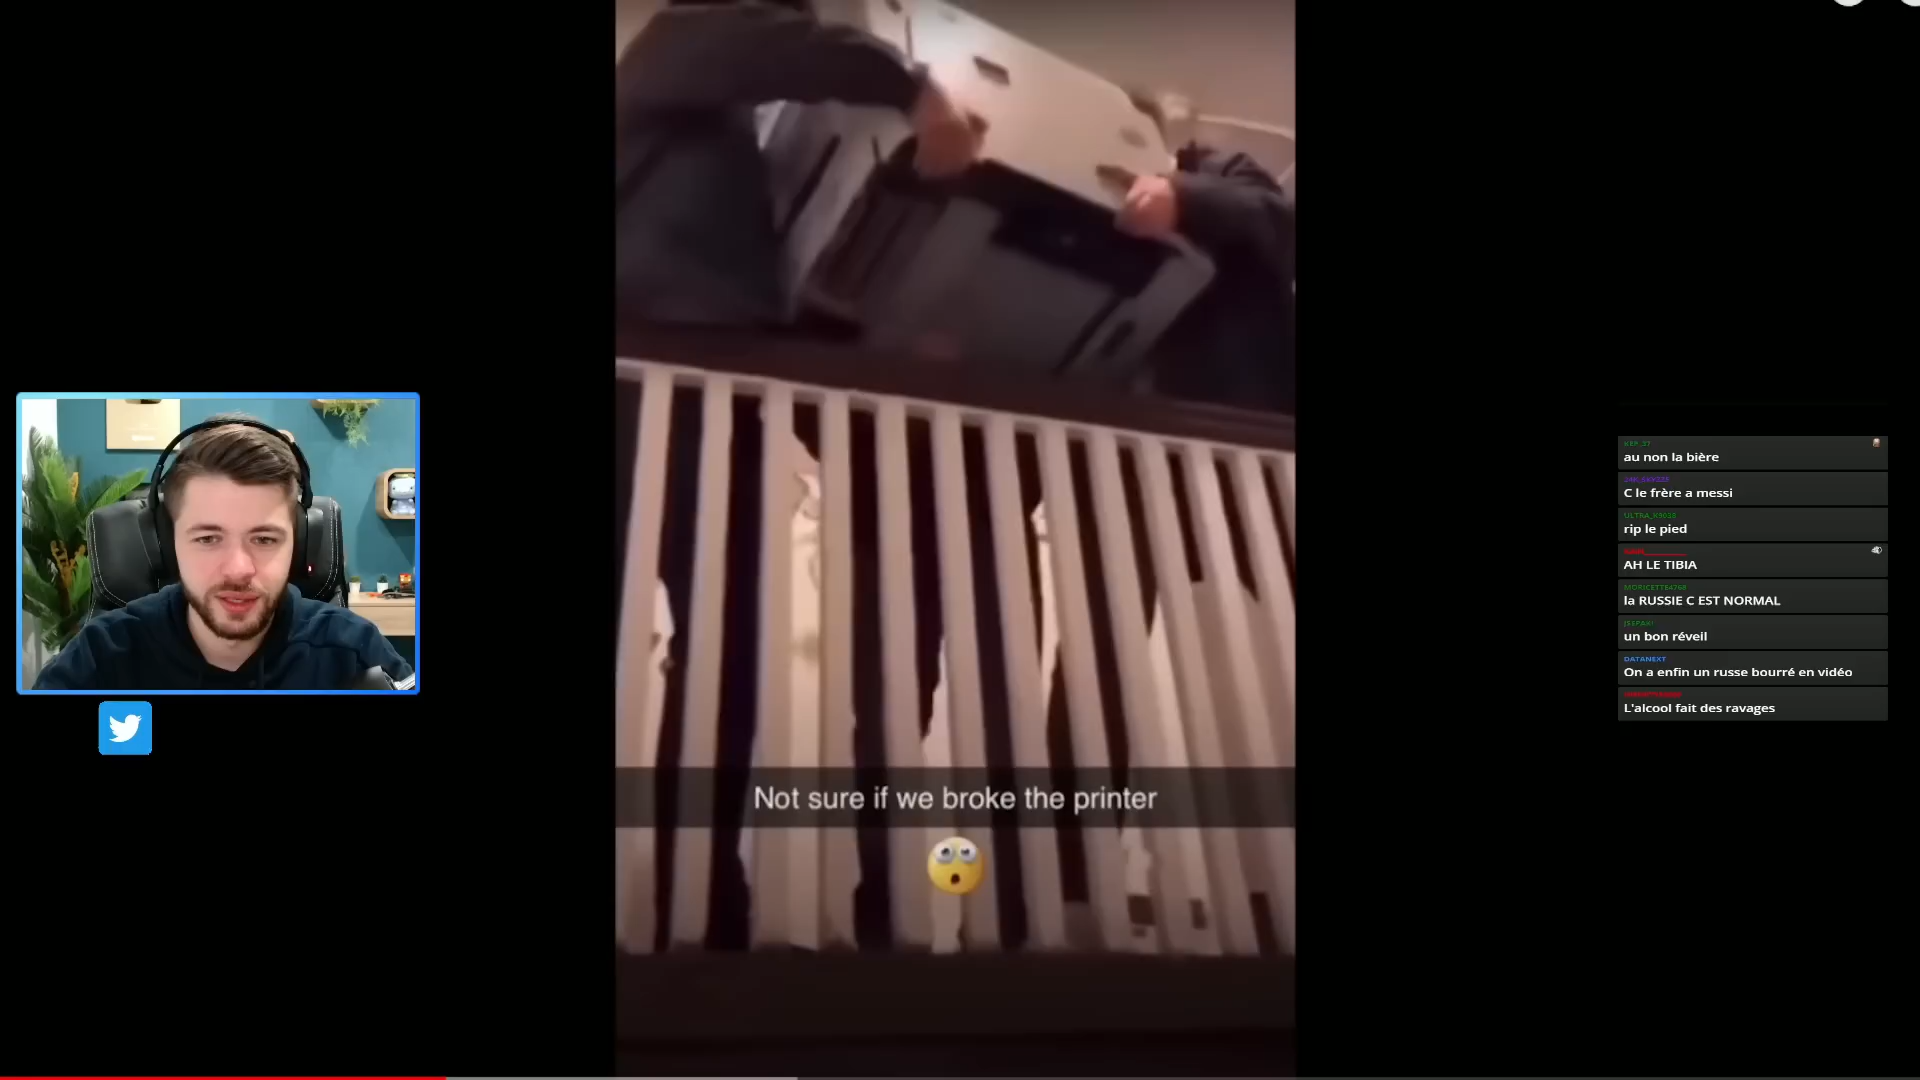 Not sure if we broke the printer
au non la bière
C le frère a messi
rip le pied
AH LE TIBIA
la RUSSIE C EST NORMAL
un bon réveil
DATANEXT
On a enfin un russe bourré en vidéo
L'alcool fait des ravages